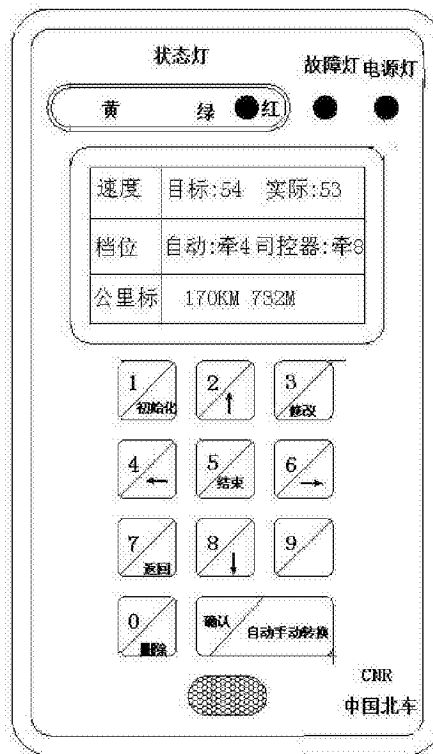 状态灯 故障灯 电源灯
黄 绿 红
速度 目标:54 实际:53
档位 自动:牵4 司控器:牵8
公里标 170KM 732M
1 初始化 2 ↑ 3 修改
4 ← 5 结束 6 →
7 返回 8 ↓ 9
0 删除 确认 自动手动转换
CNR
中国北车